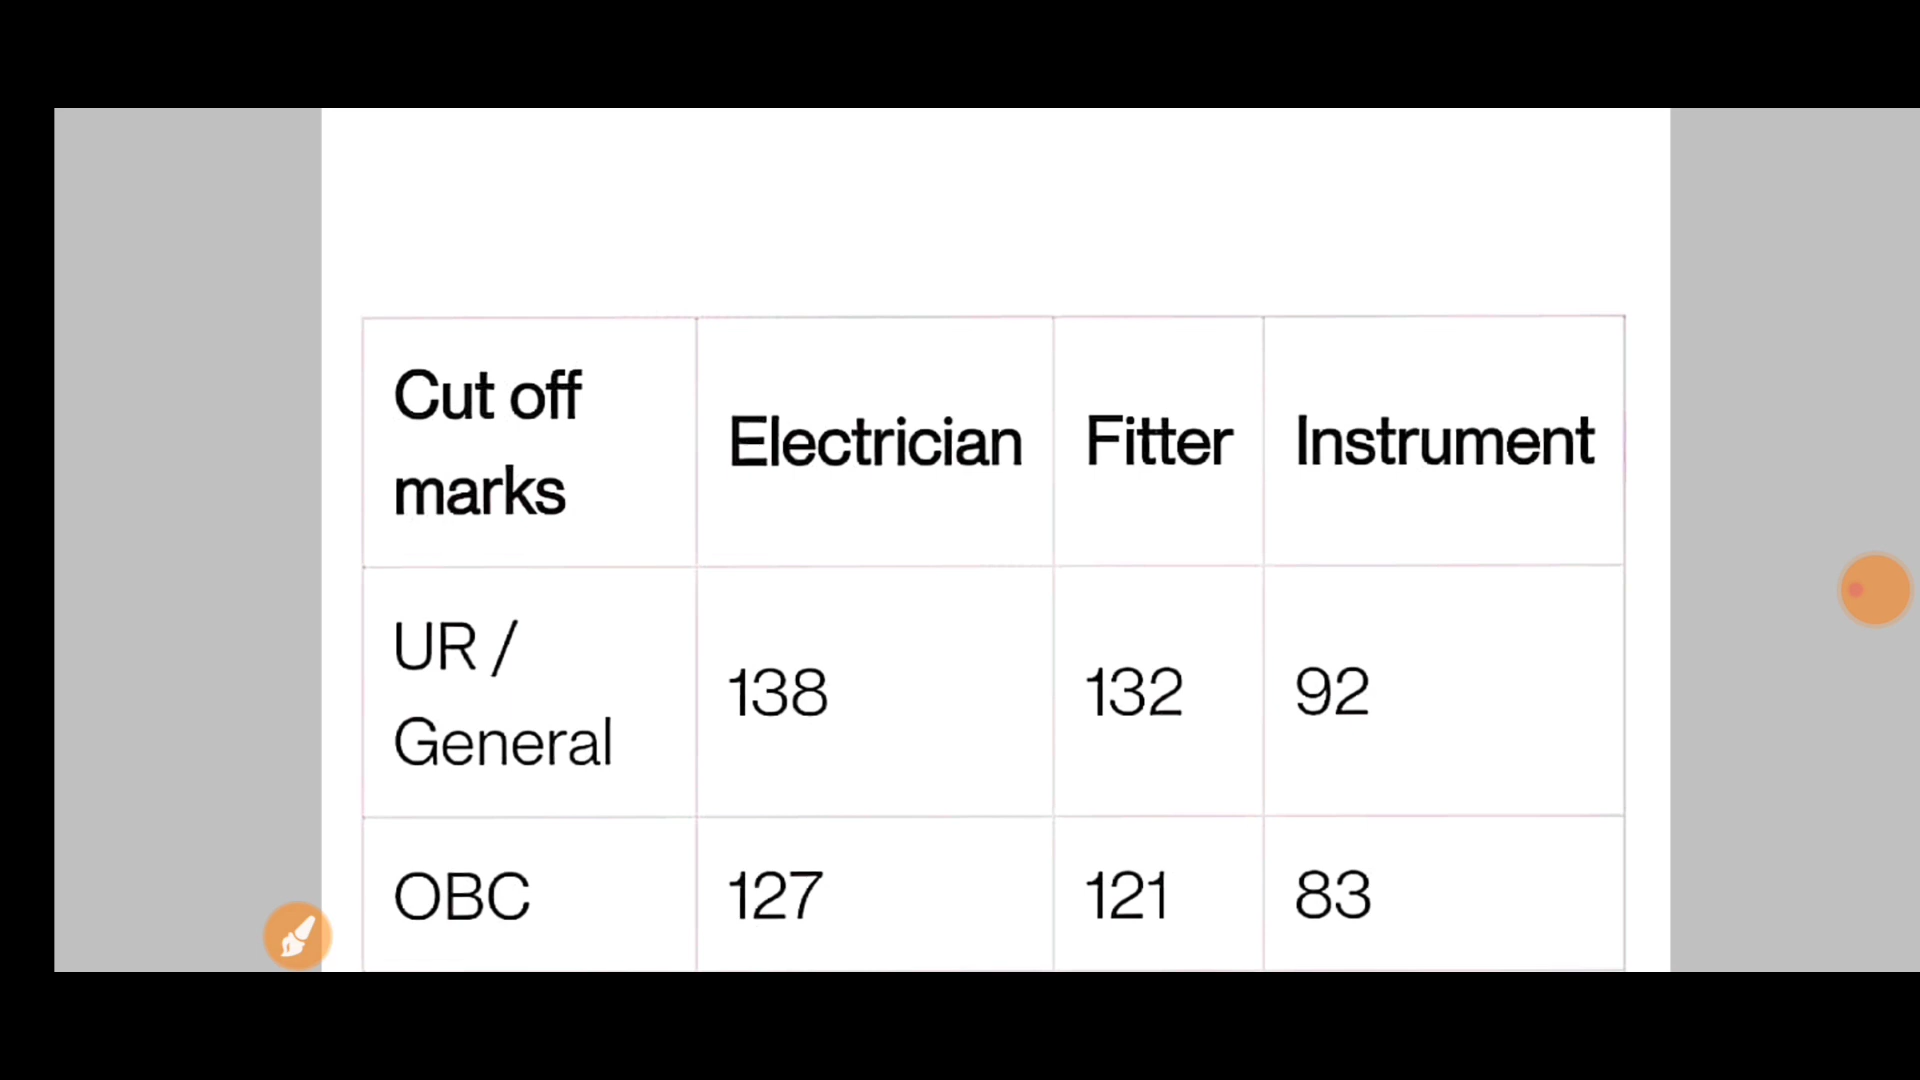 Cut off
marks
Electrician
Fitter
Instrument
UR /
General
138
132
92
OBC
127
121
83